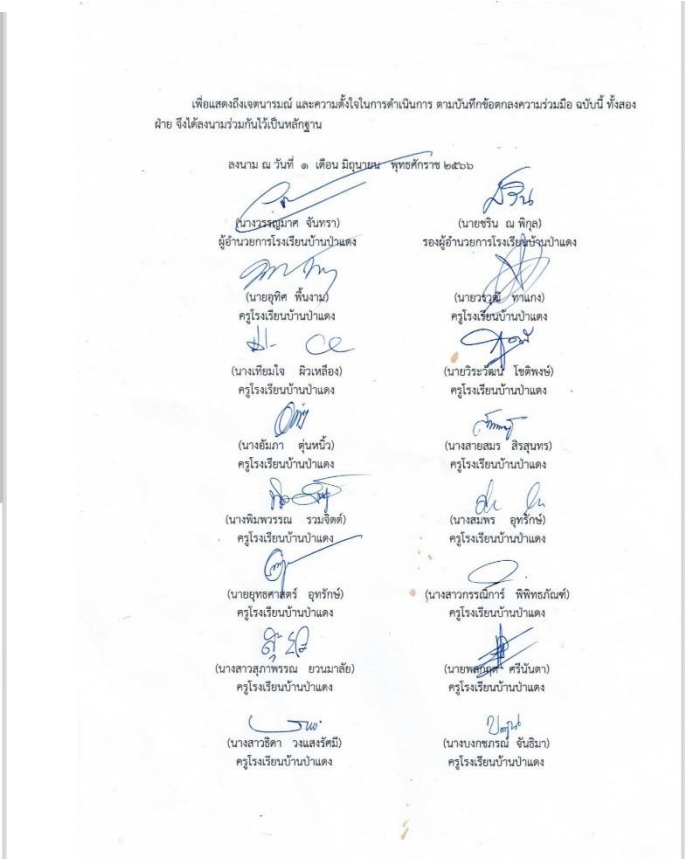 เพื่อแสดงถึงเจตนารมณ์ และความตั้งใจในการดำเนินการ ตามบันทึกข้อตกลงความร่วมมือ ฉบับนี้ ทั้งสอง
ฝ่าย จึงได้ลงนามร่วมกันไว้เป็นหลักฐาน
ลงนาม ณ วันที่ ๑ เดือน มิถุนายน พุทธศักราช ๒๕๖๖
(นางวรรญมาศ จันทรา) (นายชริน ณ พิกุล)
ผู้อำนวยการโรงเรียนบ้านป่าแดง รองผู้อำนวยการโรงเรียนบ้านป่าแดง
(นายอุทิศ พื้นงาม) (นายวรวุฒิ ทาแกง)
ครูโรงเรียนบ้านป่าแดง ครูโรงเรียนบ้านป่าแดง
(นางเทียมใจ ผิวเหลือง) (นายวิระวัฒน์ โชติพงษ์)
ครูโรงเรียนบ้านป่าแดง ครูโรงเรียนบ้านป่าแดง
(นางอัมภา ตุ่นหนิ้ว) (นางสายสมร สิรสุนทร)
ครูโรงเรียนบ้านป่าแดง ครูโรงเรียนบ้านป่าแดง
(นางพิมพวรรณ รวมจิตต์) (นางสมพร อุทรักษ์)
ครูโรงเรียนบ้านป่าแดง ครูโรงเรียนบ้านป่าแดง
(นายยุทธศาสตร์ อุทรักษ์) (นางสาวกรรณิการ์ พิพิทธภัณฑ์)
ครูโรงเรียนบ้านป่าแดง ครูโรงเรียนบ้านป่าแดง
(นางสาวสุภาพรรณ ยวนมาลัย) ศรีนันตา)
ครูโรงเรียนบ้านป่าแดง ครูโรงเรียนบ้านป่าแดง
(นางสาวธิดา วงแสงรัศมี) (นางบงกชภรณ์ จันธิมา)
ครูโรงเรียนบ้านป่าแดง ครูโรงเรียนบ้านป่าแดง